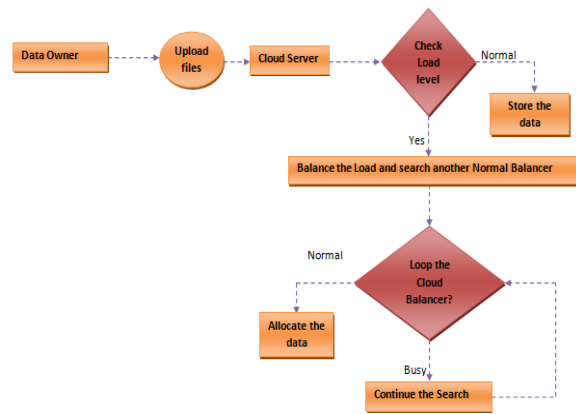 Data Owner
Upload
files
Cloud Server
Check
Load
level
Normal
Store the
data
Yes
Balance the Load and search another Normal Balancer
Loop the
Cloud
Balancer?
Normal
Allocate the
data
Busy
Continue the Search